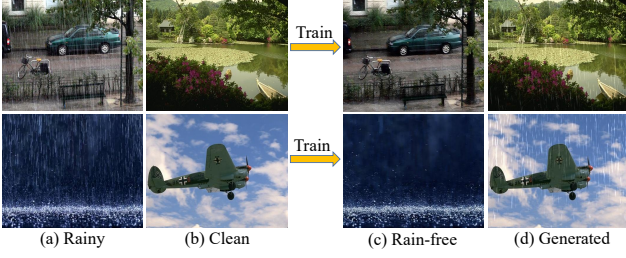 Train
Train
(a) Rainy
(b) Clean
(c) Rain-free
(d) Generated